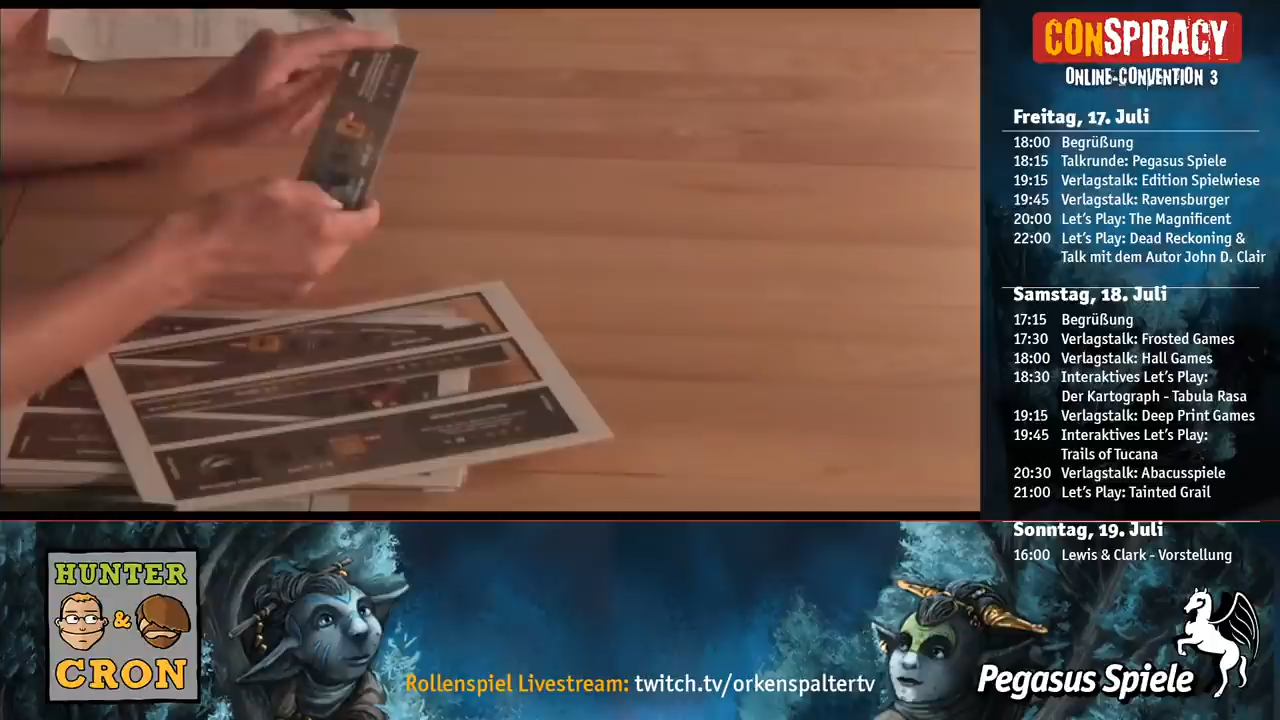 CONSPIRACY
ONLINE-CONVENTION 3
Freitag, 17. Juli
18:00 Begrüßung
18:15 Talkrunde: Pegasus Spiele
19:15 Verlagstalk: Edition Spielwiese
19:45 Verlagstalk: Ravensburger
20:00 Let's Play: The Magnificent
22:00 Let's Play: Dead Reckoning &
Talk mit dem Autor John D. Clair
Samstag, 18. Juli
17:15 Begrüßung
17:30 Verlagstalk: Frosted Games
18:00 Verlagstalk: Hall Games
18:30 Interaktives Let's Play:
Der Kartograph - Tabula Rasa
19:15 Verlagstalk: Deep Print Games
19:45 Interaktives Let's Play:
Trails of Tucana
20:30 Verlagstalk: Abacusspiele
21:00 Let's Play: Tainted Grail
Sonntag, 19. Juli
16:00 Lewis & Clark - Vorstellung
HUNTER
&
CRON
Rollenspiel Livestream: twitch.tv/orkenspaltertv
Pegasus Spiele